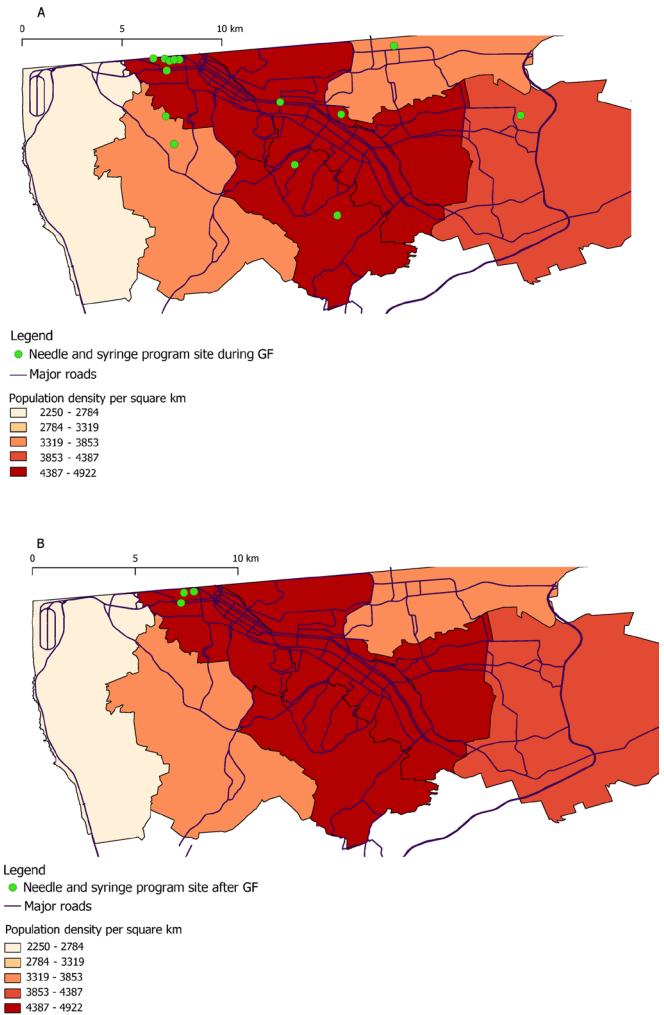 A
0 5 10 km
Legend
Needle and syringe program site during GF
Major roads
Population density per square km
2250 - 2784
2784 - 3319
3319 - 3853
3853 - 4387
4387 - 4922
B
0 5 10 km
Legend
Needle and syringe program site after GF
Major roads
Population density per square km
2250 - 2784
2784 - 3319
3319 - 3853
3853 - 4387
4387 - 4922